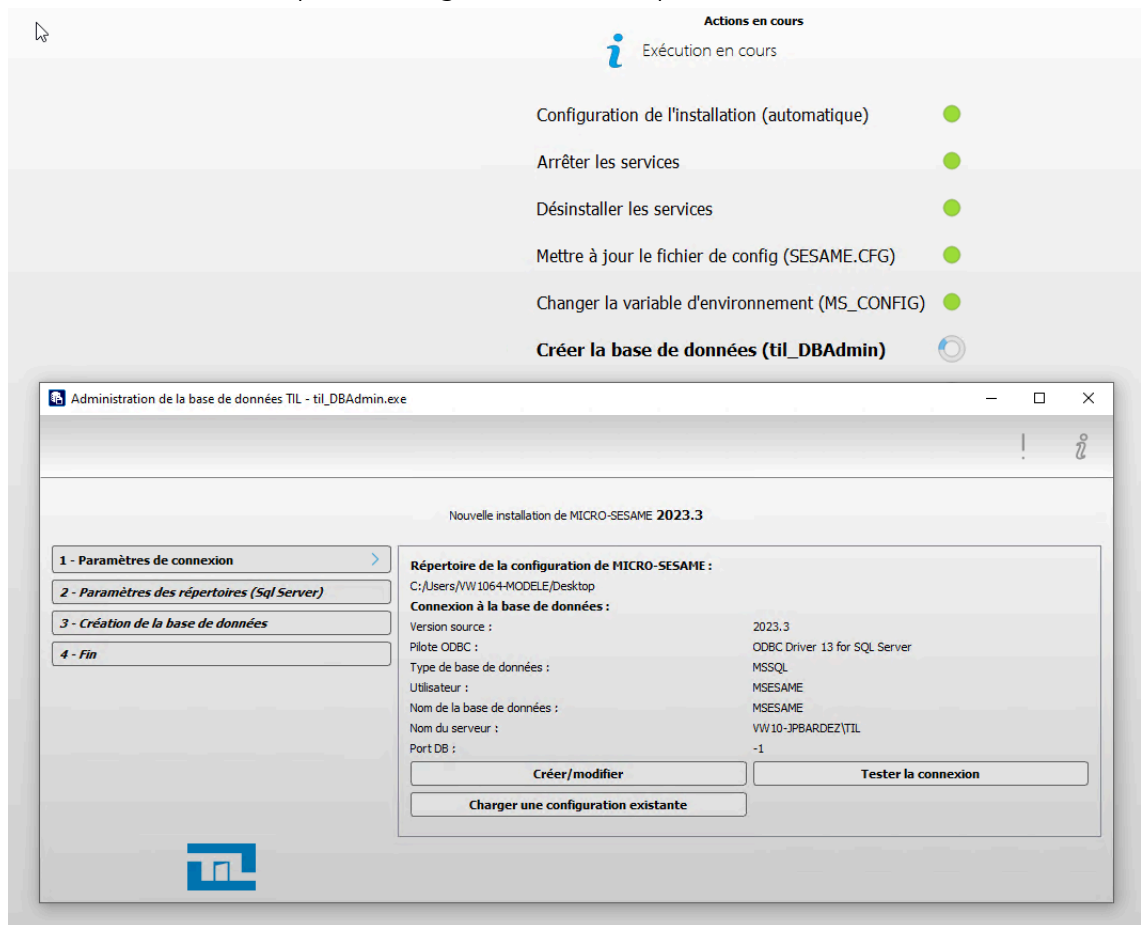 Actions en cours
Exécution en cours
Configuration de l'installation (automatique)
Arrêter les services
Désinstaller les services
Mettre à jour le fichier de config (SESAME.CFG)
Changer la variable d'environnement (MS_CONFIG)
Créer la base de données (til_DBAdmin)
Administration de la base de données TIL - til_DBAdmin.exe
Nouvelle installation de MICRO-SESAME 2023.3
1 - Paramètres de connexion
2 - Paramètres des répertoires (Sql Server)
3 - Création de la base de données
4 - Fin
Répertoire de la configuration de MICRO-SESAME :
C:/Users/VW1064-MODELE/Desktop
Connexion à la base de données :
Version source : 2023.3
Pilote ODBC : ODBC Driver 13 for SQL Server
Type de base de données : MSSQL
Utilisateur : MSESAME
Nom de la base de données : MSESAME
Nom du serveur : VW10-JPBARDEZ\TIL
Port DB : -1
Créer/modifier Tester la connexion
Charger une configuration existante
TIL